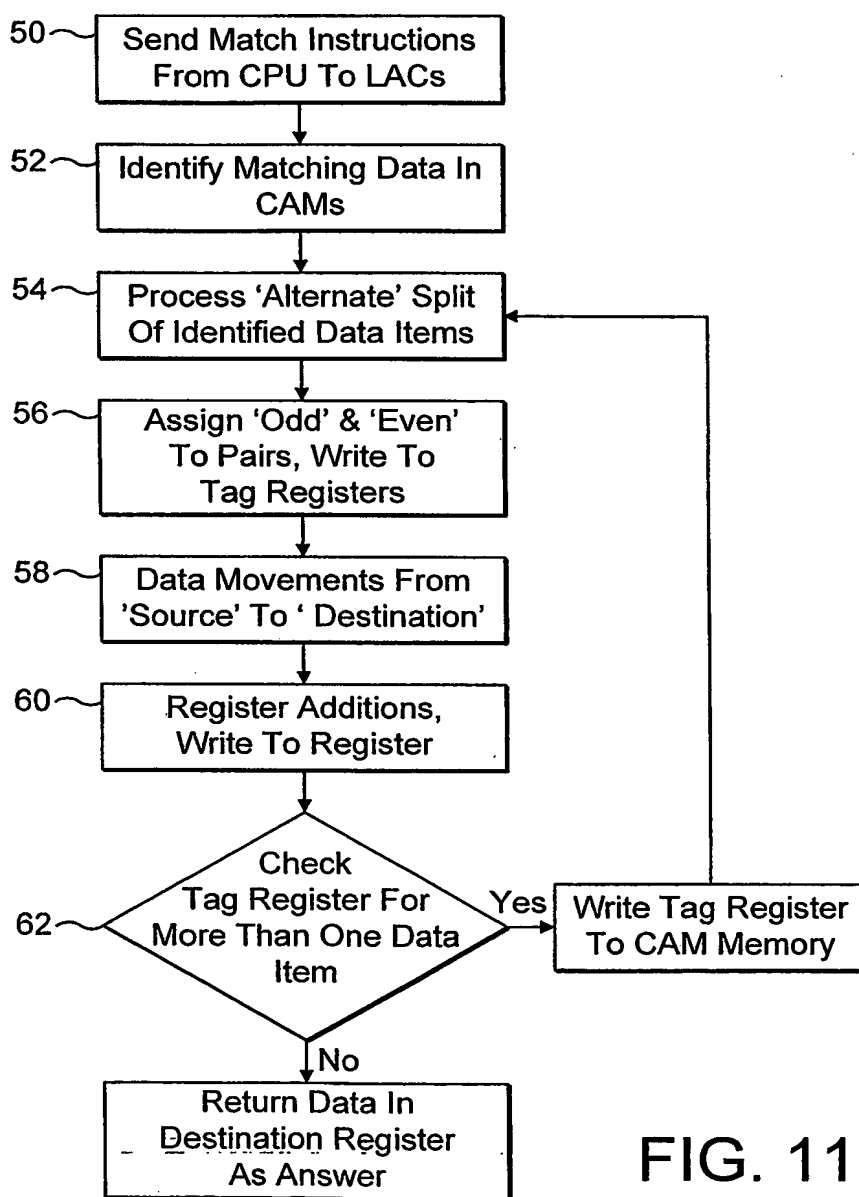 50
Send Match Instructions
From CPU To LACs
52
Identify Matching Data In
CAMs
54
Process ‘Alternate’ Split
Of Identified Data Items
56
Assign ‘Odd’ & ‘Even’
To Pairs, Write To
Tag Registers
58
Data Movements From
’Source’ To ‘ Destination’
60
Register Additions,
Write To Register
62
Check
Tag Register For
More Than One Data
Item
Yes
Write Tag Register
To CAM Memory
No
Return Data In
Destination Register
As Answer
FIG. 11